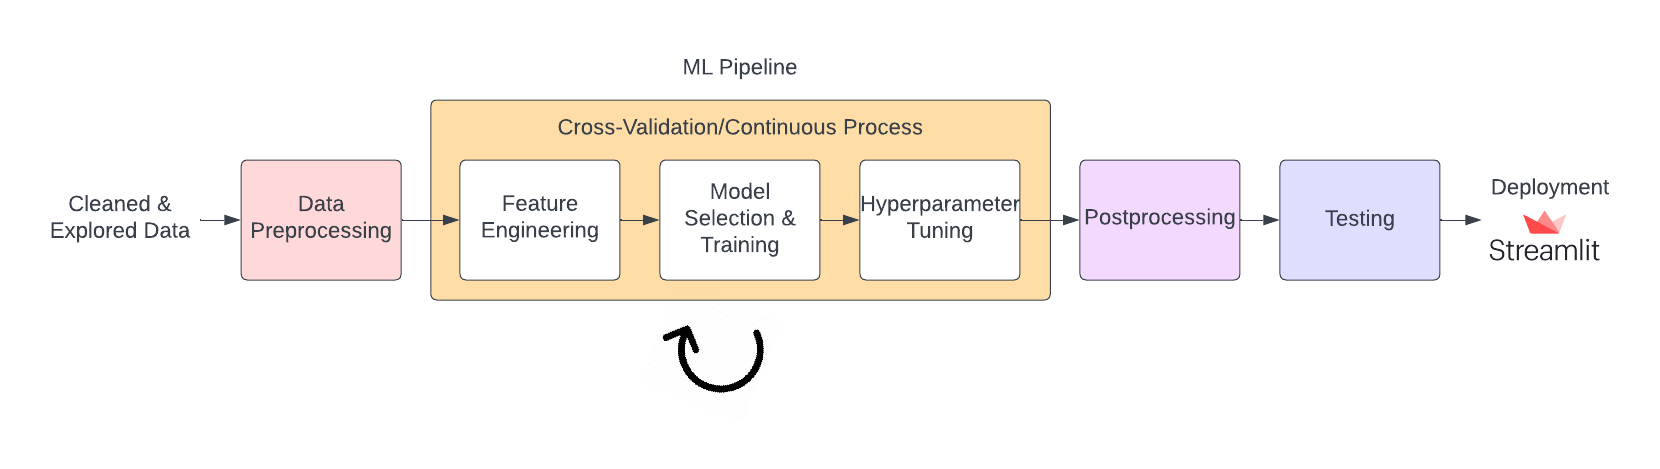 ML Pipeline
Cross-Validation/Continuous Process
Cleaned &
Explored Data
Data
Preprocessing
Feature
Engineering
Model
Selection &
Training
Hyperparameter
Tuning
Postprocessing
Testing
Deployment
Streamlit